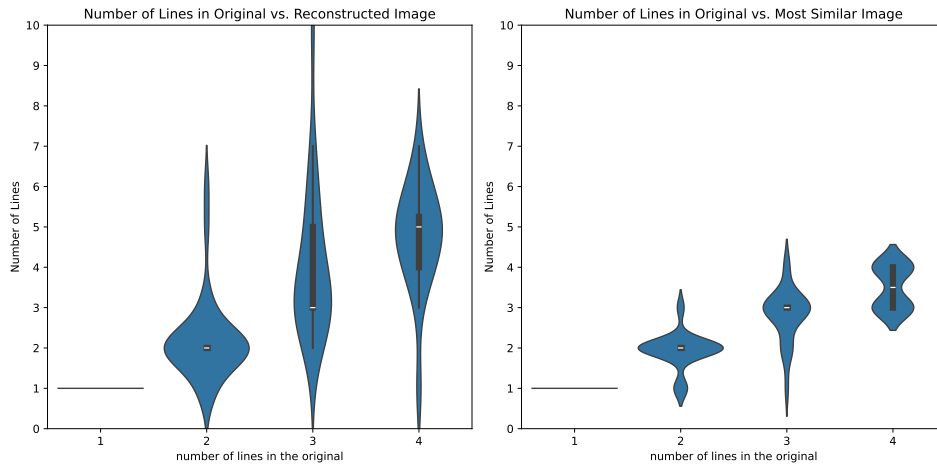 Number of Lines in Original vs. Reconstructed Image
10
9
8
7
6
5
4
3
2
1
0
Number of Lines
1 2 3 4
number of lines in the original
Number of Lines in Original vs. Most Similar Image
10
9
8
7
6
5
4
3
2
1
0
Number of Lines
1 2 3 4
number of lines in the original